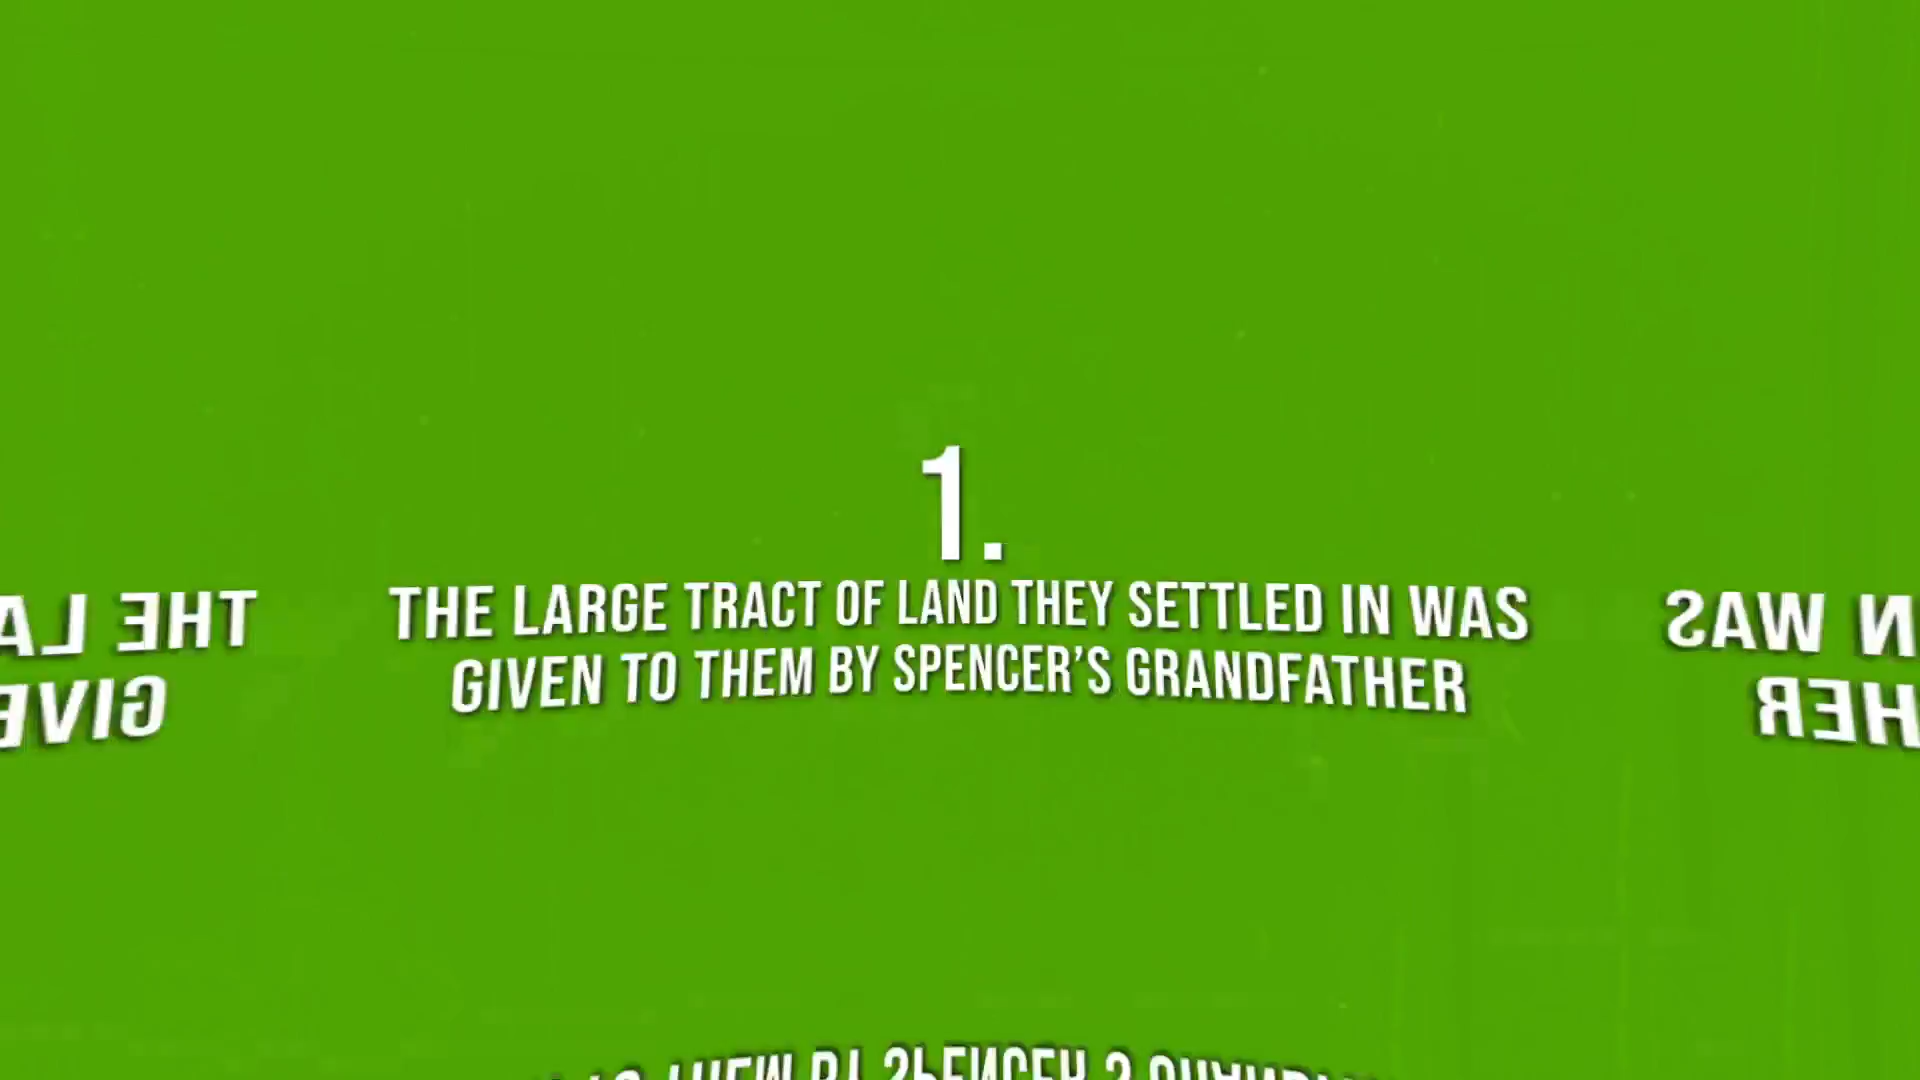 1.
THE LARGE TRACT OF LAND THEY SETTLED IN WAS
GIVEN TO THEM BY SPENCER'S GRANDFATHER